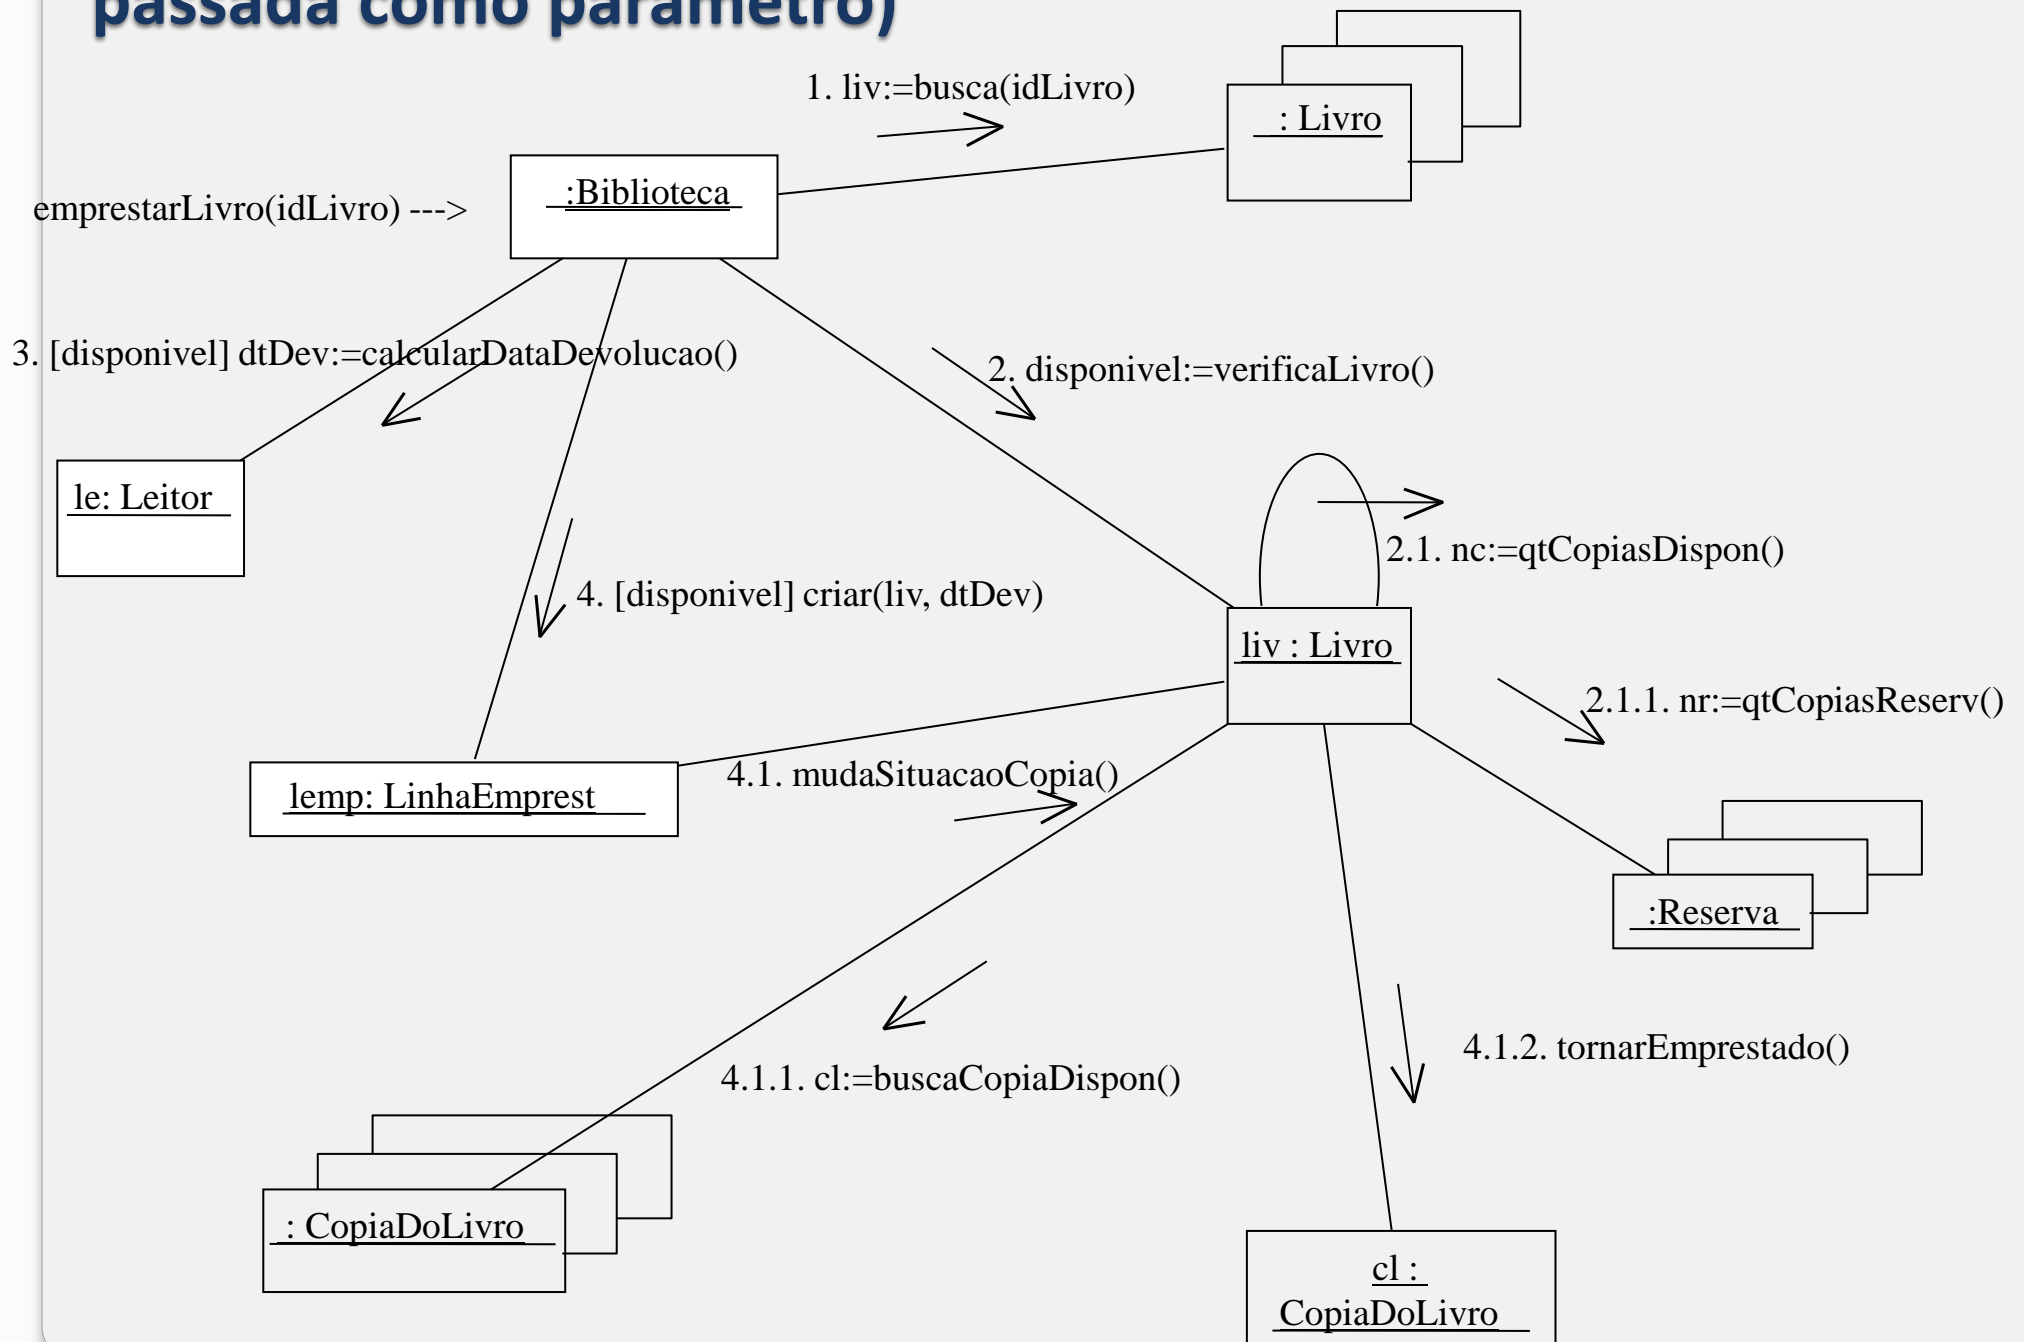 passada como parâmetro)
1. liv:=busca(idLivro)
: Livro
:Biblioteca
emprestarLivro(idLivro) --->
3. [disponivel] dtDev:=calcularDataDevolucao()
2. disponivel:=verificaLivro()
le: Leitor
2.1. nc:=qtCopiasDispon()
4. [disponivel] criar(liv, dtDev)
liv : Livro
2.1.1. nr:=qtCopiasReserv()
4.1. mudaSituacaoCopia()
lemp: LinhaEmprest
:Reserva
4.1.2. tornarEmprestado()
4.1.1. cl:=buscaCopiaDispon()
: CopiaDoLivro
cl :
CopiaDoLivro